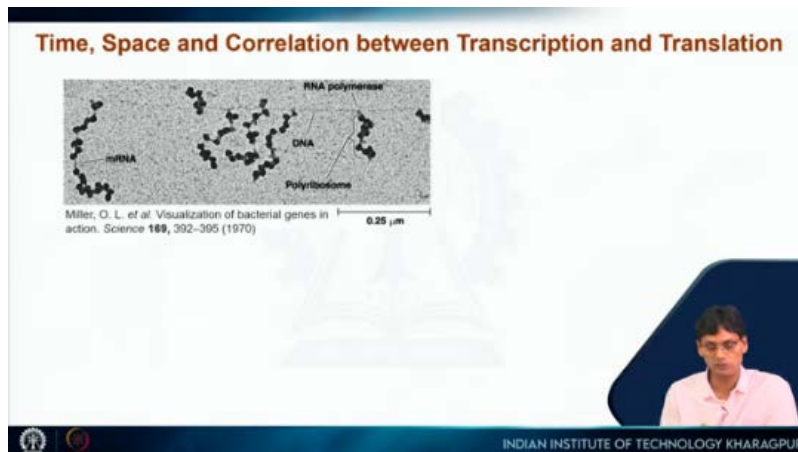 Time, Space and Correlation between Transcription and Translation
RNA polymerase
mRNA
DNA
Polyribosome
Miller, O. L. et al. Visualization of bacterial genes in
action. Science 169, 392–395 (1970)
0.25 µm
INDIAN INSTITUTE OF TECHNOLOGY KHARAGPUR